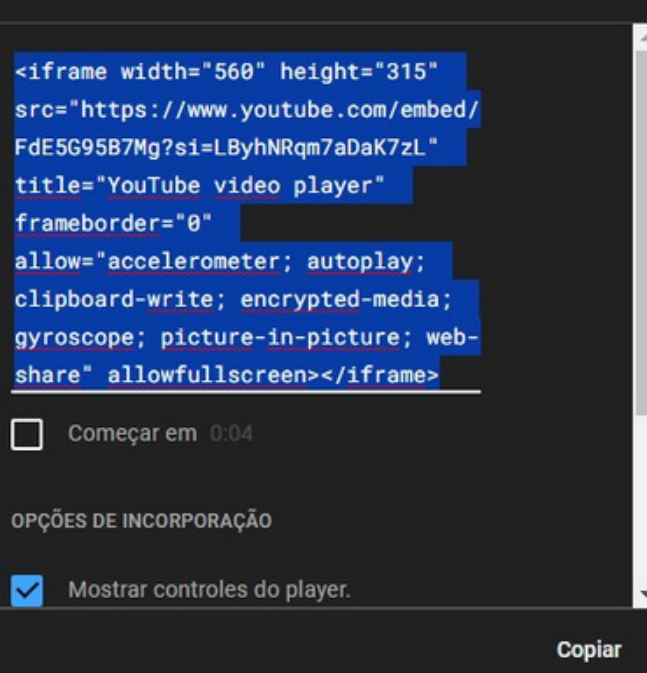 <iframe width="560" height="315"
src="https://www.youtube.com/embed/
FdE5G95B7Mg?si=LByhNRqm7aDaK7zL"
title="YouTube video player"
frameborder="0"
allow="accelerometer; autoplay;
clipboard-write; encrypted-media;
gyroscope; picture-in-picture; web-
share" allowfullscreen></iframe>
Começar em 0:04
OPÇÕES DE INCORPORAÇÃO
Mostrar controles do player.
Copiar